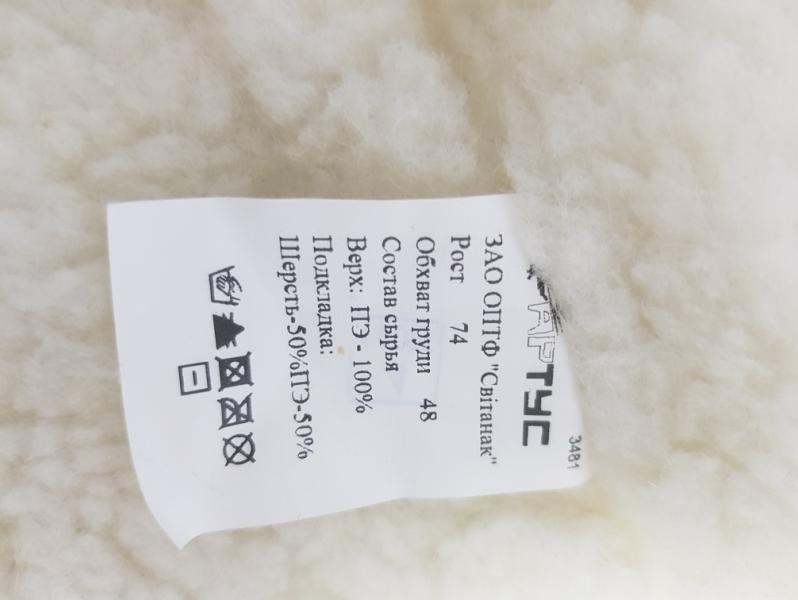 3481
АРТУС
ЗАО ОПТФ "Світанак"
Рост 74
Обхват груди 48
Состав сырья
Верх: ПЭ - 100%
Подкладка:
Шерсть-50%ПЭ-50%